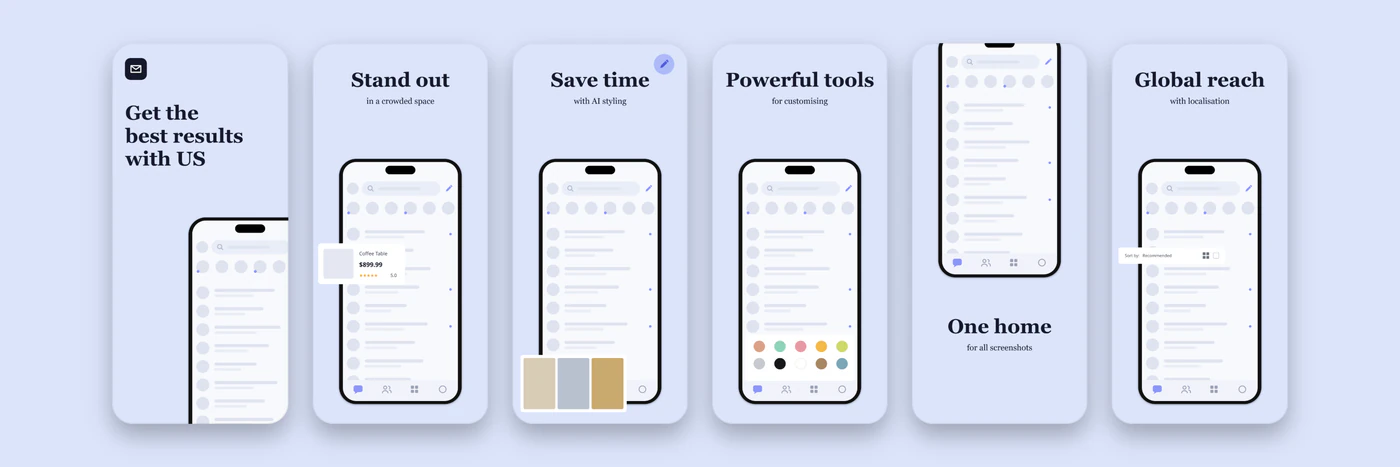 Get the
best results
with US
Stand out
in a crowded space
Coffee Table
$899.99
★★★★★ 5.0
Save time
with AI styling
Powerful tools
for customising
One home
for all screenshots
Global reach
with localisation
Sort by: Recommended